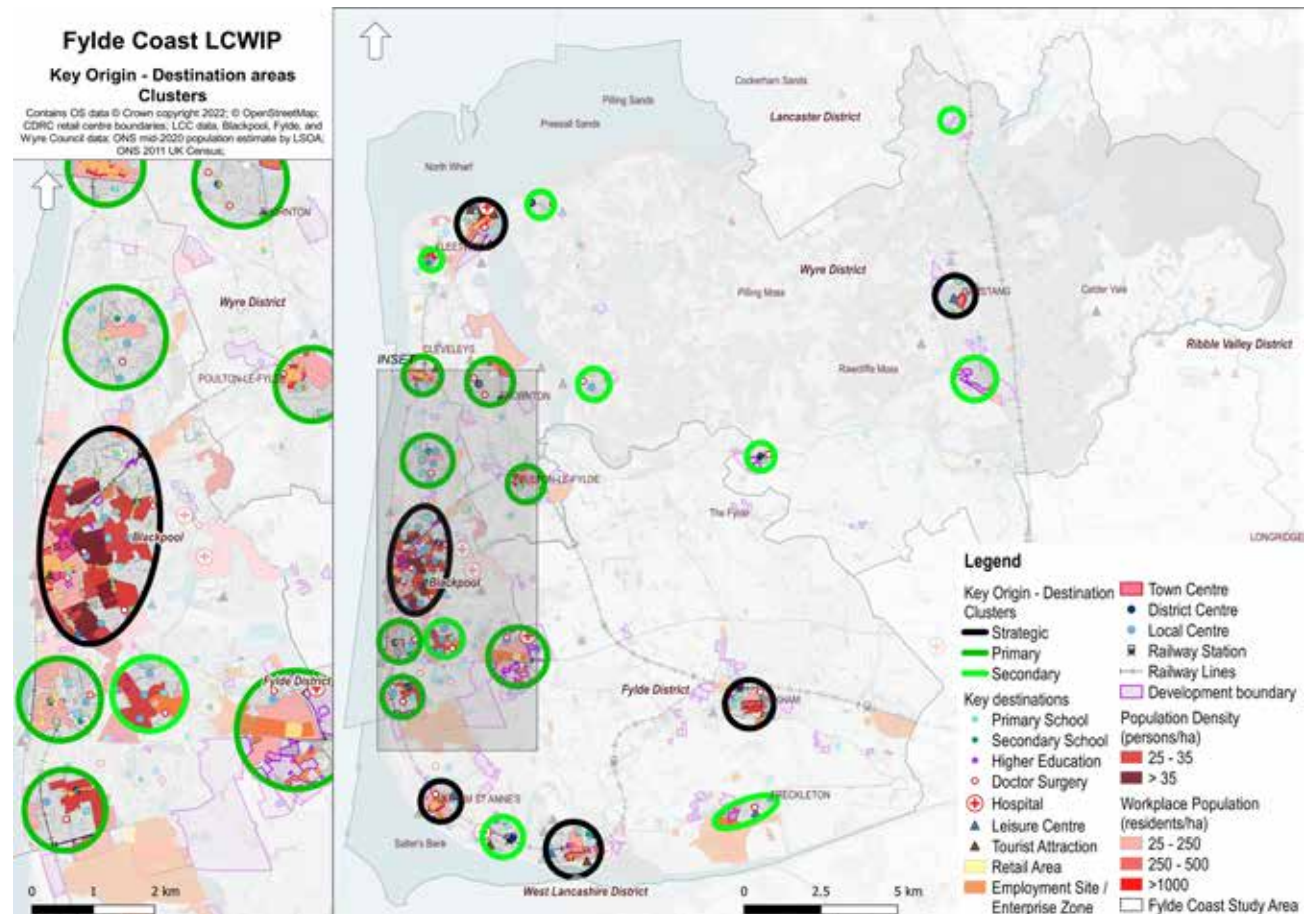 Fylde Coast LCWIP
Key Origin - Destination areas
Clusters
Contains OS data © Crown copyright 2022; © OpenStreetMap;
CDRC retail centre boundaries; LCC data, Blackpool, Fylde, and
Wyre Council data; ONS mid-2020 population estimate by LSOA;
ONS 2011 UK Census;
Wyre District
POULTON-LE-FYLDE
Blackpool
Fylde District
0 1 2 km
Cockerham Sands
Pilling Sands
Lancaster District
Preesall Sands
North Wharf
Wyre District
Pilling Moss
Calder Vale
Ribble Valley District
CLEVELEYS
INSET
Rawcliffe Moss
The Fylde
LONGRIDGE
Blackpool
Fylde District
FRECKLETON
Salter's Bank
West Lancashire District
0 2.5 5 km
Legend
Key Origin - Destination
Clusters
Strategic
Primary
Secondary
Key destinations
Primary School
Secondary School
Higher Education
Doctor Surgery
Hospital
Leisure Centre
Tourist Attraction
Retail Area
Employment Site /
Enterprise Zone
Town Centre
District Centre
Local Centre
Railway Station
Railway Lines
Development boundary
Population Density
(persons/ha)
25 - 35
> 35
Workplace Population
(residents/ha)
25 - 250
250 - 500
>1000
Fylde Coast Study Area